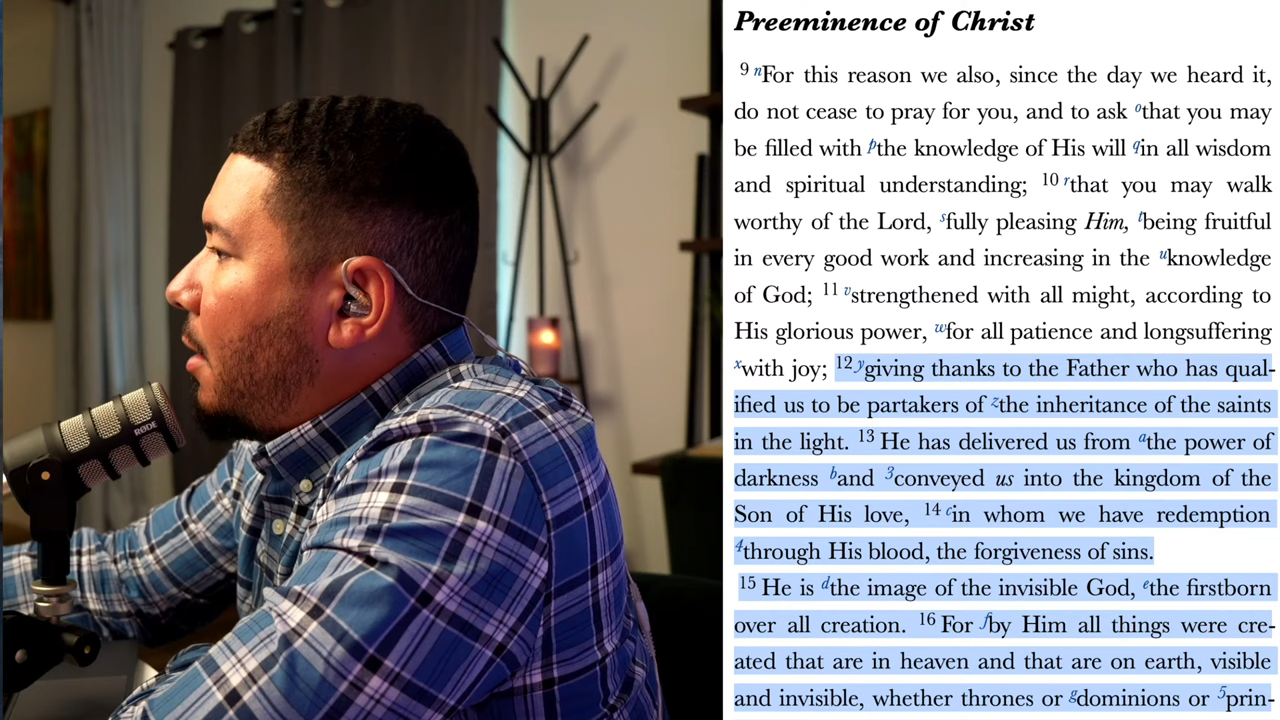 RØDE
Preeminence of Christ
9 nFor this reason we also, since the day we heard it,
do not cease to pray for you, and to ask othat you may
be filled with pthe knowledge of His will qin all wisdom
and spiritual understanding; 10 rthat you may walk
worthy of the Lord, sfully pleasing Him, tbeing fruitful
in every good work and increasing in the uknowledge
of God; 11 vstrengthened with all might, according to
His glorious power, wfor all patience and longsuffering
xwith joy; 12 ygiving thanks to the Father who has qual-
ified us to be partakers of zthe inheritance of the saints
in the light. 13 He has delivered us from athe power of
darkness band 3conveyed us into the kingdom of the
Son of His love, 14 cin whom we have redemption
4through His blood, the forgiveness of sins.
15 He is dthe image of the invisible God, ethe firstborn
over all creation. 16 For fby Him all things were cre-
ated that are in heaven and that are on earth, visible
and invisible, whether thrones or gdominions or 5prin-